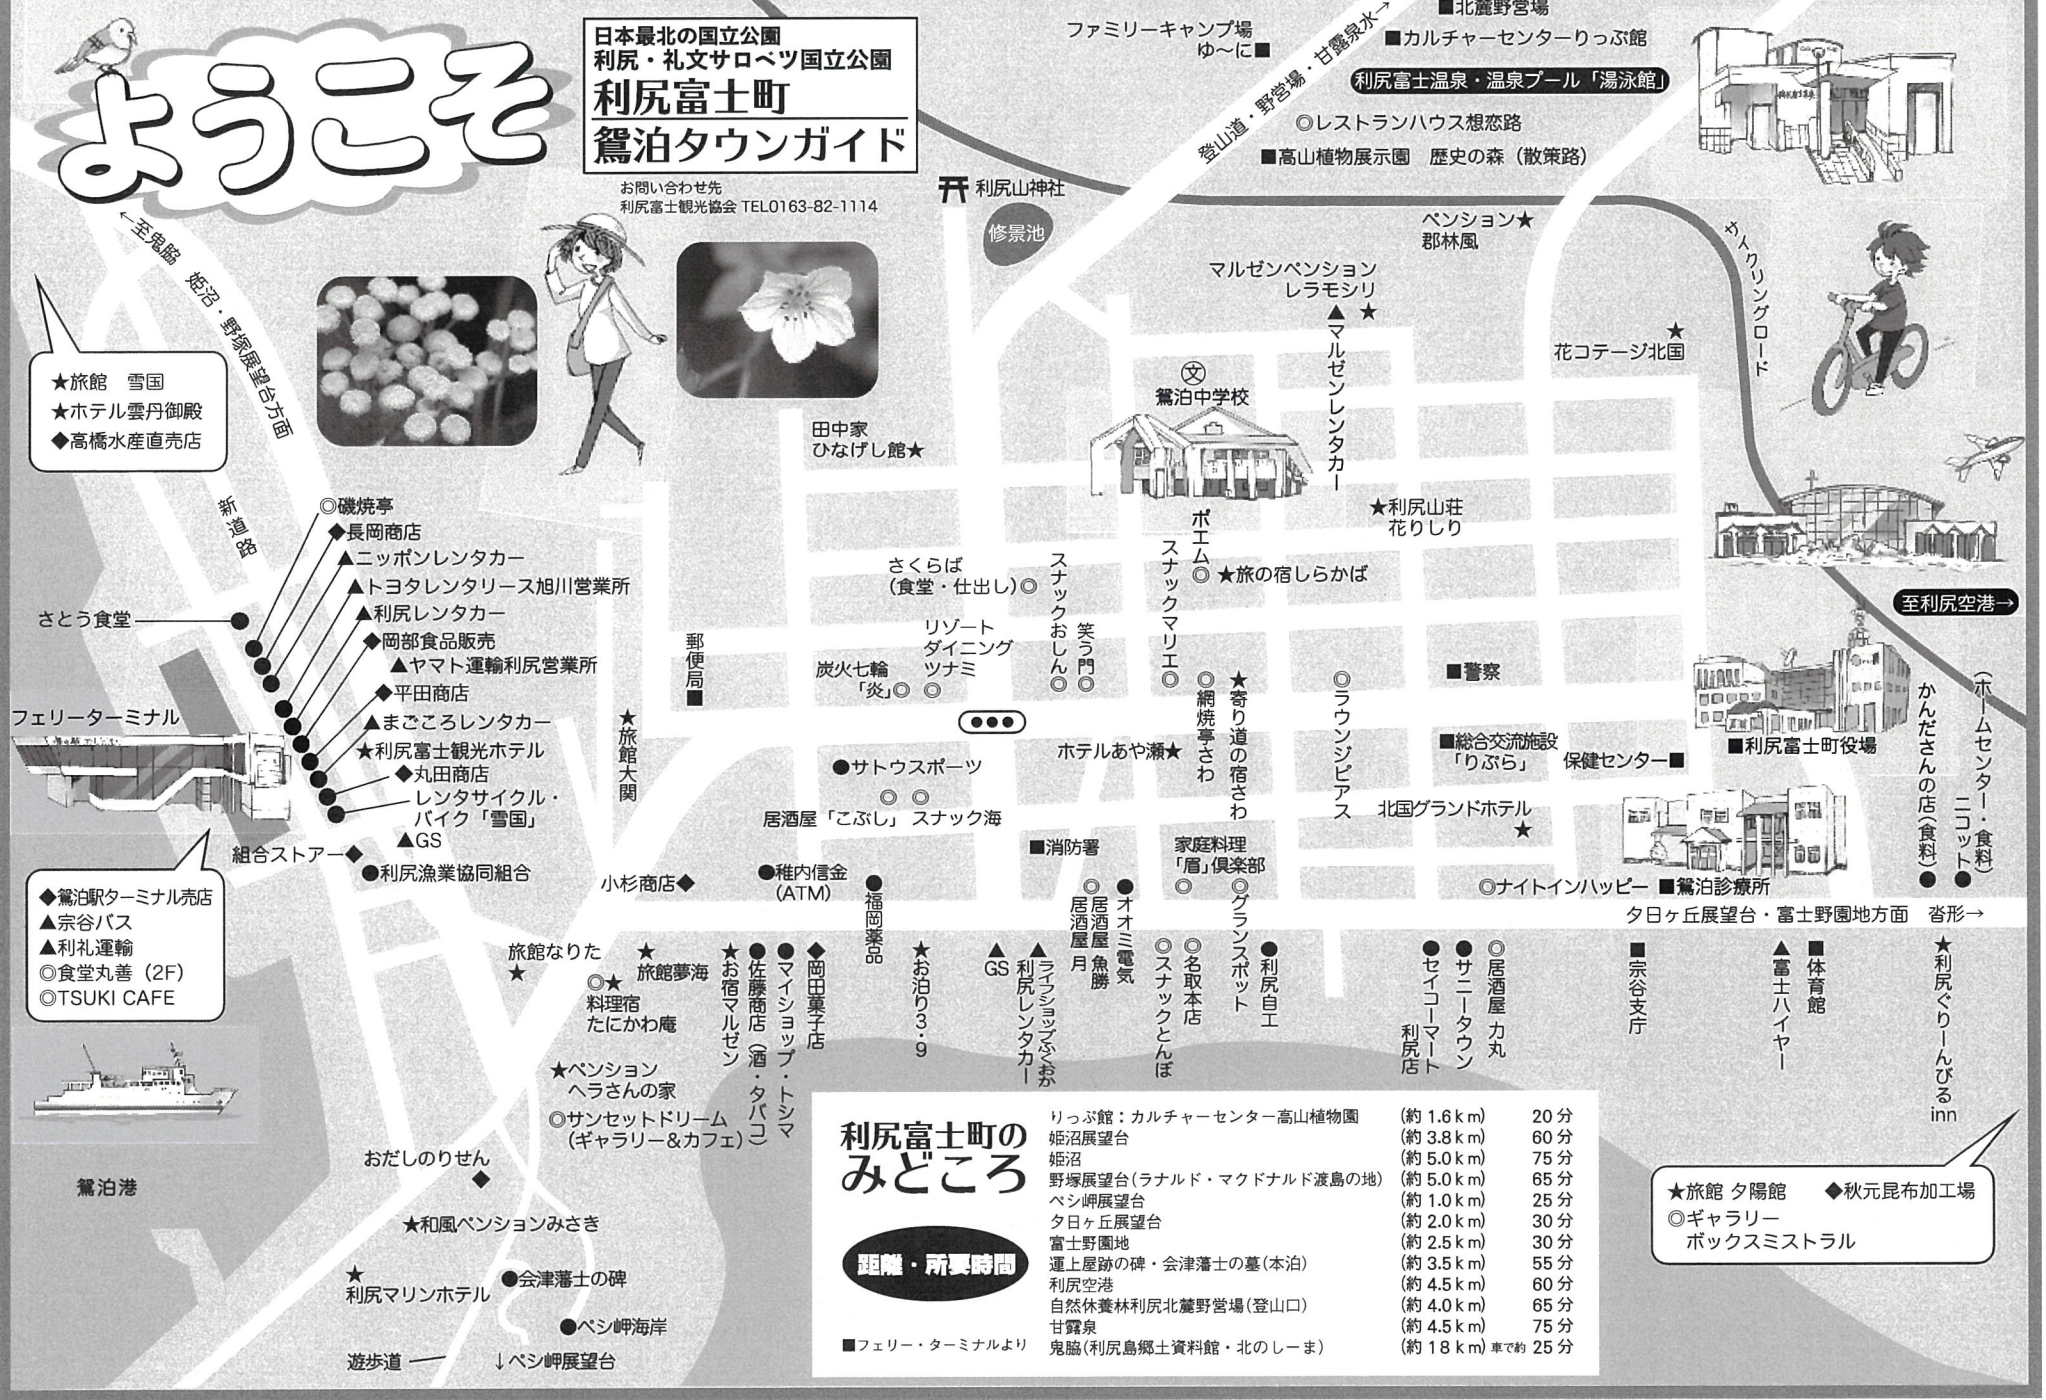 ようこそ
日本最北の国立公園
利尻・礼文サロベツ国立公園
利尻富士町
鴛泊タウンガイド
お問い合わせ先
利尻富士観光協会 TEL0163-82-1114
ファミリーキャンプ場
ゆ〜に■
登山道・野営場・甘露泉水→
■北麓野営場
■カルチャーセンターりっぷ館
利尻富士温泉・温泉プール「湯泳館」
◎レストランハウス想恋路
■高山植物展示園 歴史の森（散策路）
利尻山神社
修景池
ペンション★
郡林風
サイクリングロード
マルゼンペンション
レラモシリ
▲★
マルゼンレンタカー
★
花コテージ北国
文
鴛泊中学校
←至鬼脇 姫沼・野塚展望台方面
★旅館 雪国
★ホテル雲丹御殿
◆高橋水産直売店
新道路
田中家
ひなげし館★
★利尻山荘
花りしり
至利尻空港→
◎磯焼亭
◆長岡商店
▲ニッポンレンタカー
▲トヨタレンタリース旭川営業所
▲利尻レンタカー
◆岡部食品販売
▲ヤマト運輸利尻営業所
◆平田商店
▲まごころレンタカー
★利尻富士観光ホテル
◆丸田商店
レンタサイクル・
バイク「雪国」
▲GS
さとう食堂
フェリーターミナル
組合ストアー◆
●利尻漁業協同組合
◆鴛泊駅ターミナル売店
▲宗谷バス
▲利礼運輸
◎食堂丸善（2F）
◎TSUKI CAFE
鴛泊港
郵便局■
★旅館大関
さくらば
（食堂・仕出し）◎
リゾート
ダイニング
ツナミ
◎
炭火七輪
「炎」◎
スナックおしん◎
笑う門◎
スナックマリエ◎
ポエム◎
★旅の宿しらかば
◎網焼亭さわ
★寄り道の宿さわ
◎ラウンジピアス
■警察
■総合交流施設
「りぷら」
保健センター■
■利尻富士町役場
かんださんの店（食料）●
（ホームセンター・食料）
ニコット●
ホテルあや瀬★
●サトウスポーツ
◎ ◎
居酒屋「こぶし」 スナック海
北国グランドホテル
★
■消防署
家庭料理
「眉」倶楽部
◎
小杉商店◆
●稚内信金
（ATM）
●福岡薬品
◎居酒屋 魚勝
居酒屋 月
●オオミ電気
◎グランスポット
◎ナイトインハッピー
■鴛泊診療所
夕日ヶ丘展望台・富士野園地方面 沓形→
旅館なりた
★
★
旅館夢海
◎★
料理宿
たにかわ庵
★お宿マルゼン
●佐藤商店（酒・タバコ）
●マイショップ・トシマ
◆岡田菓子店
★お泊り3・9
▲GS
▲ライフショップふくおか
利尻レンタカー
◎スナックとんぼ
◎名取本店
●利尻自工
●セイコーマート
利尻店
●サニータウン
◎居酒屋 力丸
■宗谷支庁
▲富士ハイヤー
■体育館
★利尻ぐりーんびるinn
★ペンション
ヘラさんの家
◎サンセットドリーム
（ギャラリー&カフェ）
おだしのりせん
◆
★和風ペンションみさき
★
利尻マリンホテル
●会津藩士の碑
●ペシ岬海岸
遊歩道
↓ペシ岬展望台
★旅館 夕陽館 ◆秋元昆布加工場
◎ギャラリー
ボックスミストラル
利尻富士町の
みどころ
距離・所要時間
■フェリー・ターミナルより
りっぷ館：カルチャーセンター高山植物園 (約1.6km) 20分
姫沼展望台 (約3.8km) 60分
姫沼 (約5.0km) 75分
野塚展望台(ラナルド・マクドナルド渡島の地) (約5.0km) 65分
ペシ岬展望台 (約1.0km) 25分
夕日ヶ丘展望台 (約2.0km) 30分
富士野園地 (約2.5km) 30分
運上屋跡の碑・会津藩士の墓(本泊) (約3.5km) 55分
利尻空港 (約4.5km) 60分
自然休養林利尻北麓野営場(登山口) (約4.0km) 65分
甘露泉 (約4.5km) 75分
鬼脇(利尻島郷土資料館・北のしーま) (約18km) 車で約 25分